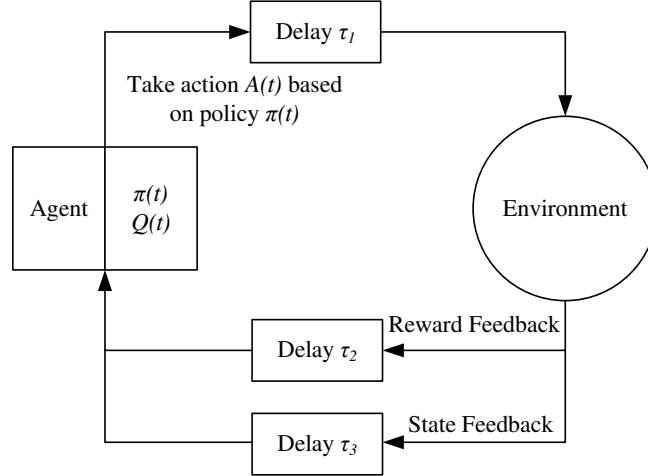 Delay τ1
Take action A(t) based
on policy π(t)
Agent
π(t)
Q(t)
Environment
Reward Feedback
Delay τ2
State Feedback
Delay τ3